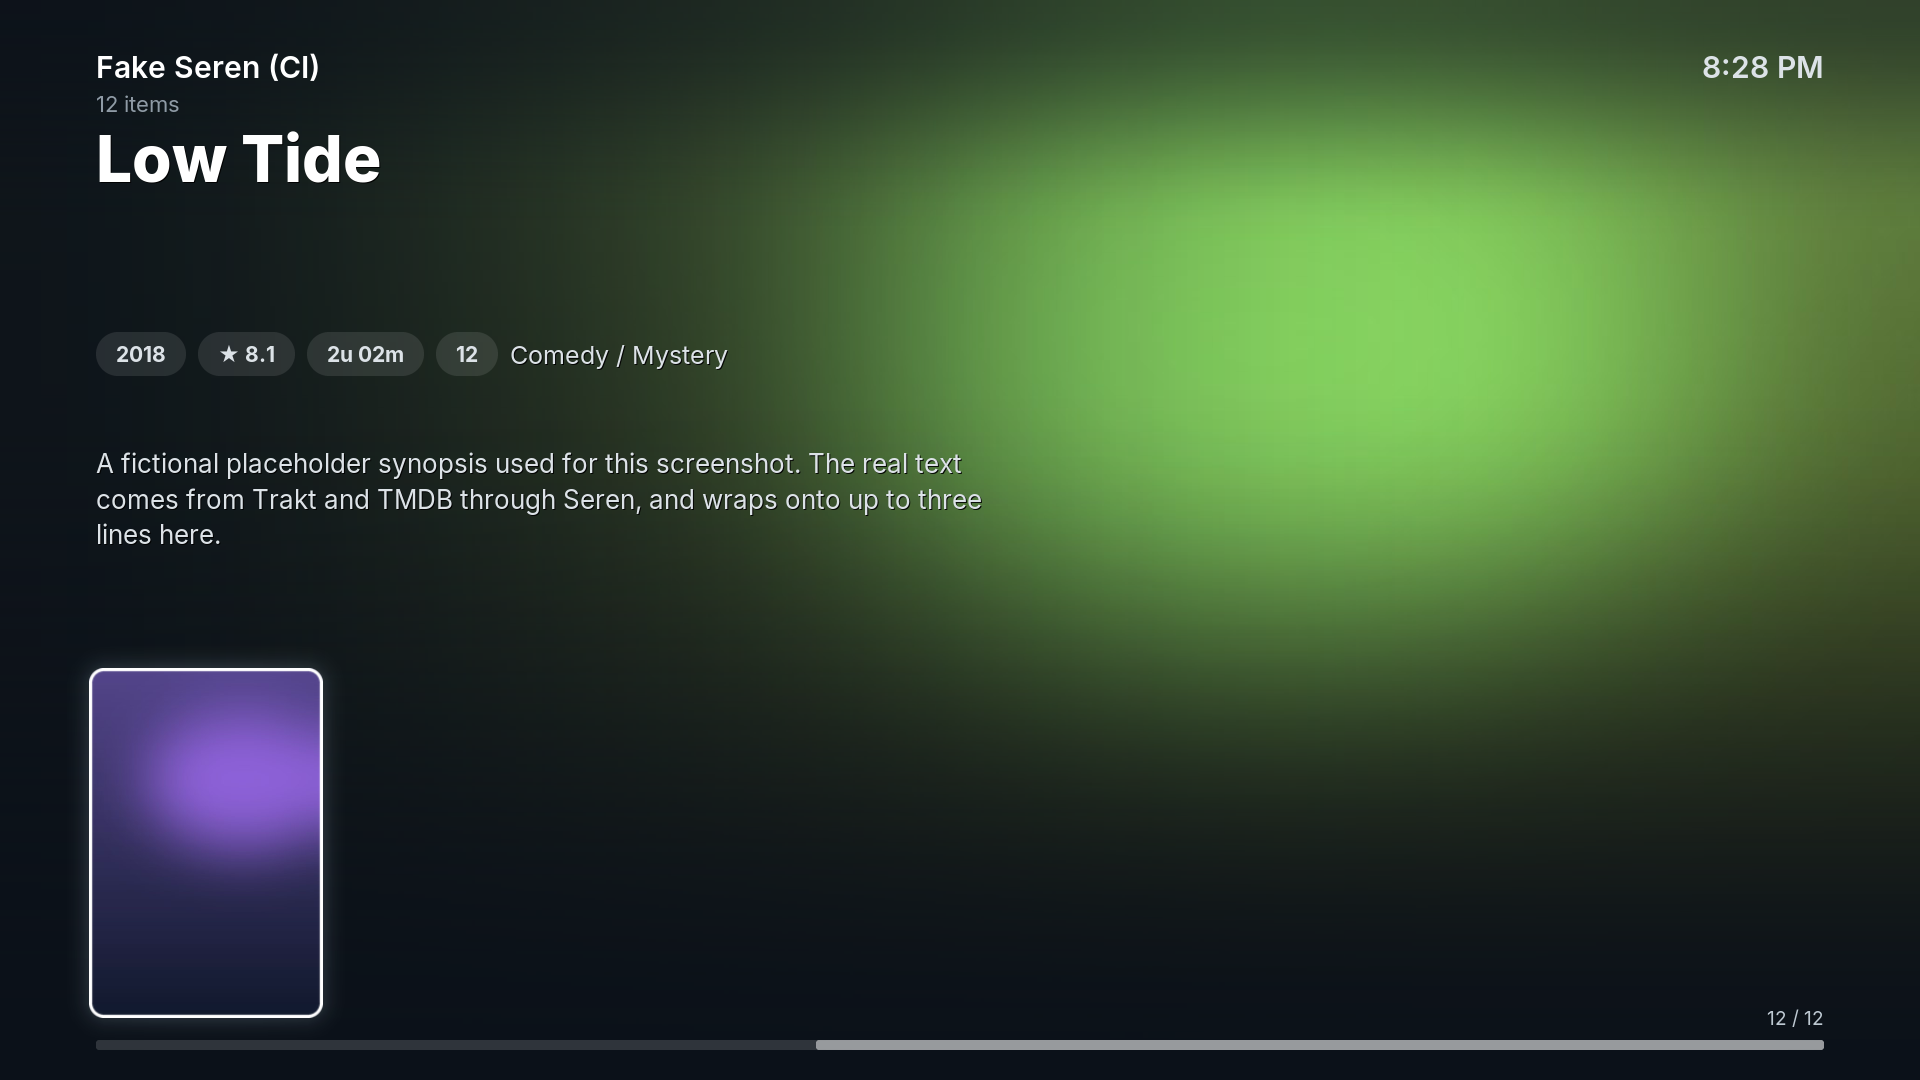 Fake Seren (CI)
8:28 PM
12 items
Low Tide
2018 ★ 8.1 2u 02m 12 Comedy / Mystery
A fictional placeholder synopsis used for this screenshot. The real text
comes from Trakt and TMDB through Seren, and wraps onto up to three
lines here.
12 / 12